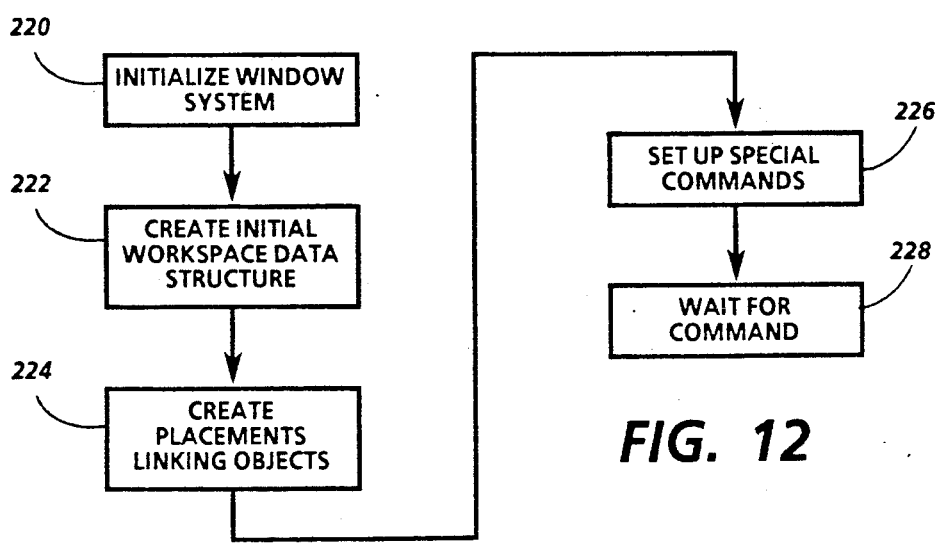 220
INITIALIZE WINDOW
SYSTEM
222
CREATE INITIAL
WORKSPACE DATA
STRUCTURE
224
CREATE
PLACEMENTS
LINKING OBJECTS
226
SET UP SPECIAL
COMMANDS
228
WAIT FOR
COMMAND
FIG. 12